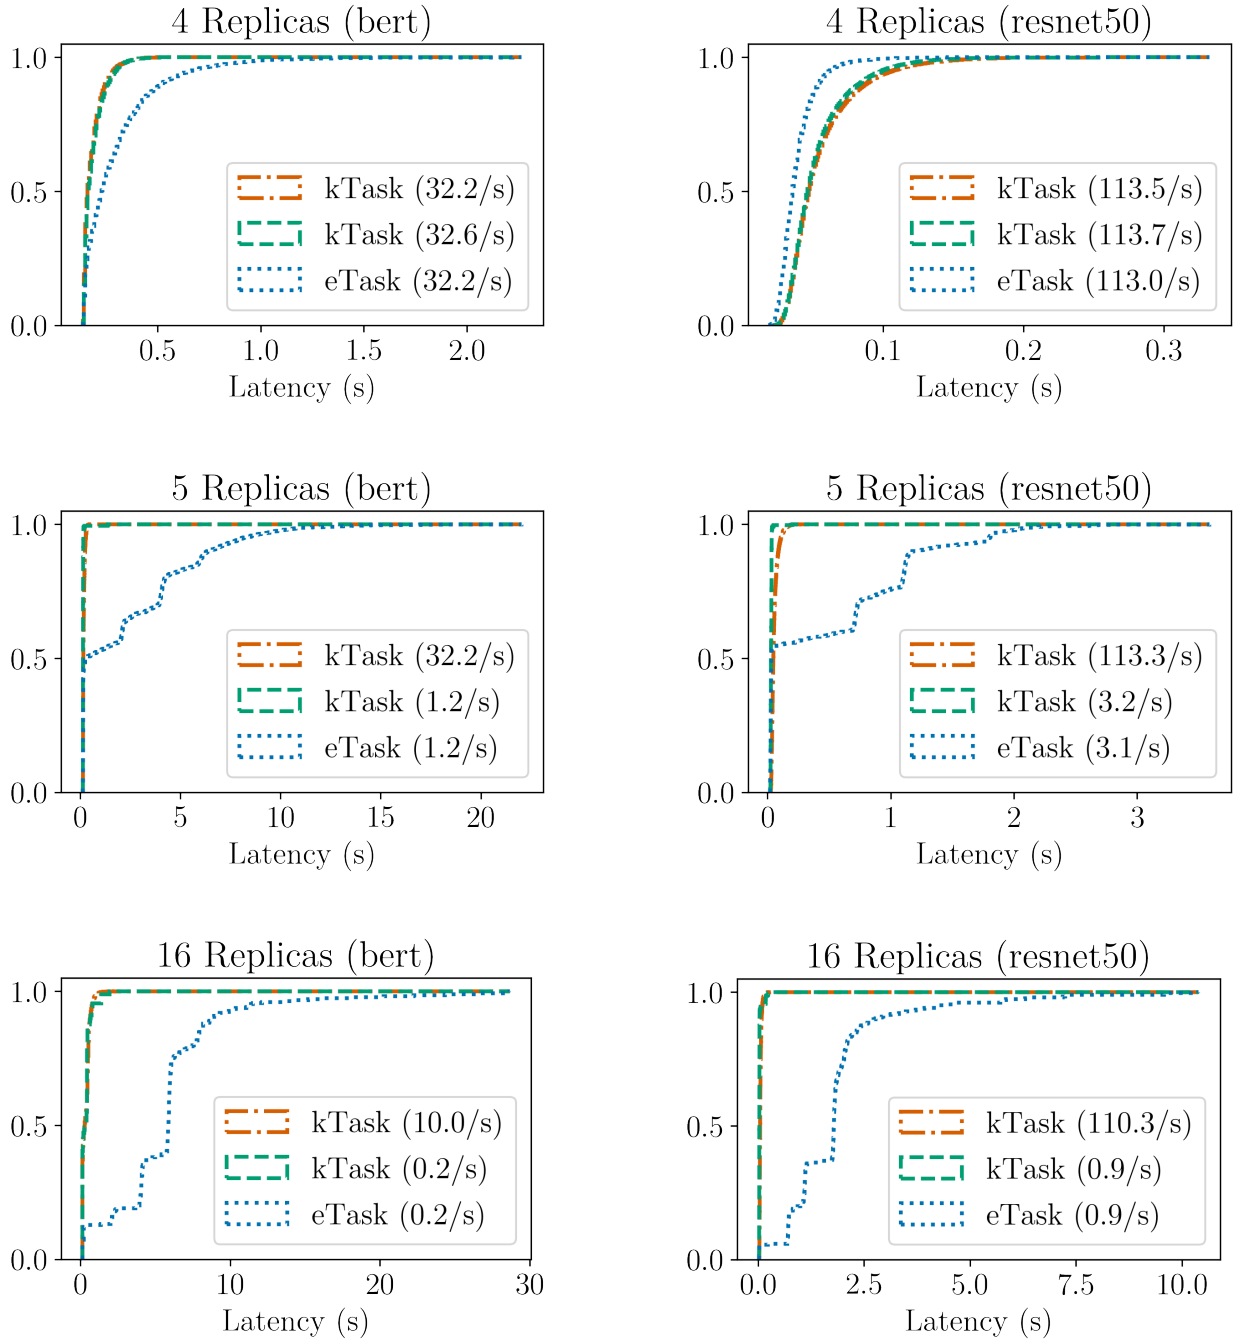 4 Replicas (bert)
1.0
0.5
0.0
kTask (32.2/s)
kTask (32.6/s)
eTask (32.2/s)
0.5 1.0 1.5 2.0
Latency (s)
4 Replicas (resnet50)
1.0
0.5
0.0
kTask (113.5/s)
kTask (113.7/s)
eTask (113.0/s)
0.1 0.2 0.3
Latency (s)
5 Replicas (bert)
1.0
0.5
0.0
kTask (32.2/s)
kTask (1.2/s)
eTask (1.2/s)
0 5 10 15 20
Latency (s)
5 Replicas (resnet50)
1.0
0.5
0.0
kTask (113.3/s)
kTask (3.2/s)
eTask (3.1/s)
0 1 2 3
Latency (s)
16 Replicas (bert)
1.0
0.5
0.0
kTask (10.0/s)
kTask (0.2/s)
eTask (0.2/s)
0 10 20 30
Latency (s)
16 Replicas (resnet50)
1.0
0.5
0.0
kTask (110.3/s)
kTask (0.9/s)
eTask (0.9/s)
0.0 2.5 5.0 7.5 10.0
Latency (s)